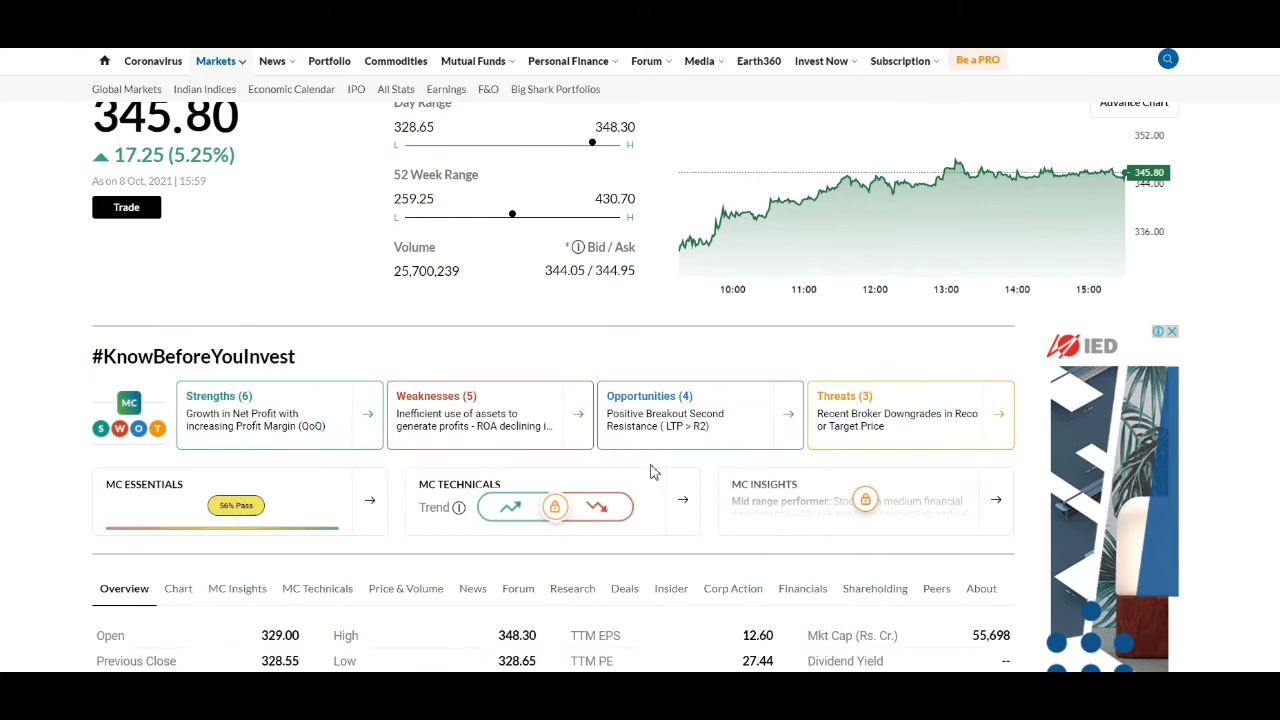 Coronavirus Markets News Portfolio Commodities Mutual Funds Personal Finance Forum Media Earth360 Invest Now Subscription Be a PRO
Global Markets Indian Indices Economic Calendar IPO All Stats Earnings F&O Big Shark Portfolios
345.80
17.25 (5.25%)
As on 8 Oct, 2021 | 15:59
Trade
Day Range
328.65 348.30
L H
52 Week Range
259.25 430.70
L H
Volume * Bid / Ask
25,700,239 344.05 / 344.95
Advance Chart
352.00
345.80
344.00
336.00
10:00 11:00 12:00 13:00 14:00 15:00
#KnowBeforeYouInvest
MC
S W O T
Strengths (6)
Growth in Net Profit with
increasing Profit Margin (QoQ)
Weaknesses (5)
Inefficient use of assets to
generate profits - ROA declining i...
Opportunities (4)
Positive Breakout Second
Resistance ( LTP > R2)
Threats (3)
Recent Broker Downgrades in Reco
or Target Price
MC ESSENTIALS
56% Pass
MC TECHNICALS
Trend
MC INSIGHTS
Mid range performer: medium financial
IED
Overview Chart MC Insights MC Technicals Price & Volume News Forum Research Deals Insider Corp Action Financials Shareholding Peers About
Open 329.00 High 348.30 TTM EPS 12.60 Mkt Cap (Rs. Cr.) 55,698
Previous Close 328.55 Low 328.65 TTM PE 27.44 Dividend Yield --